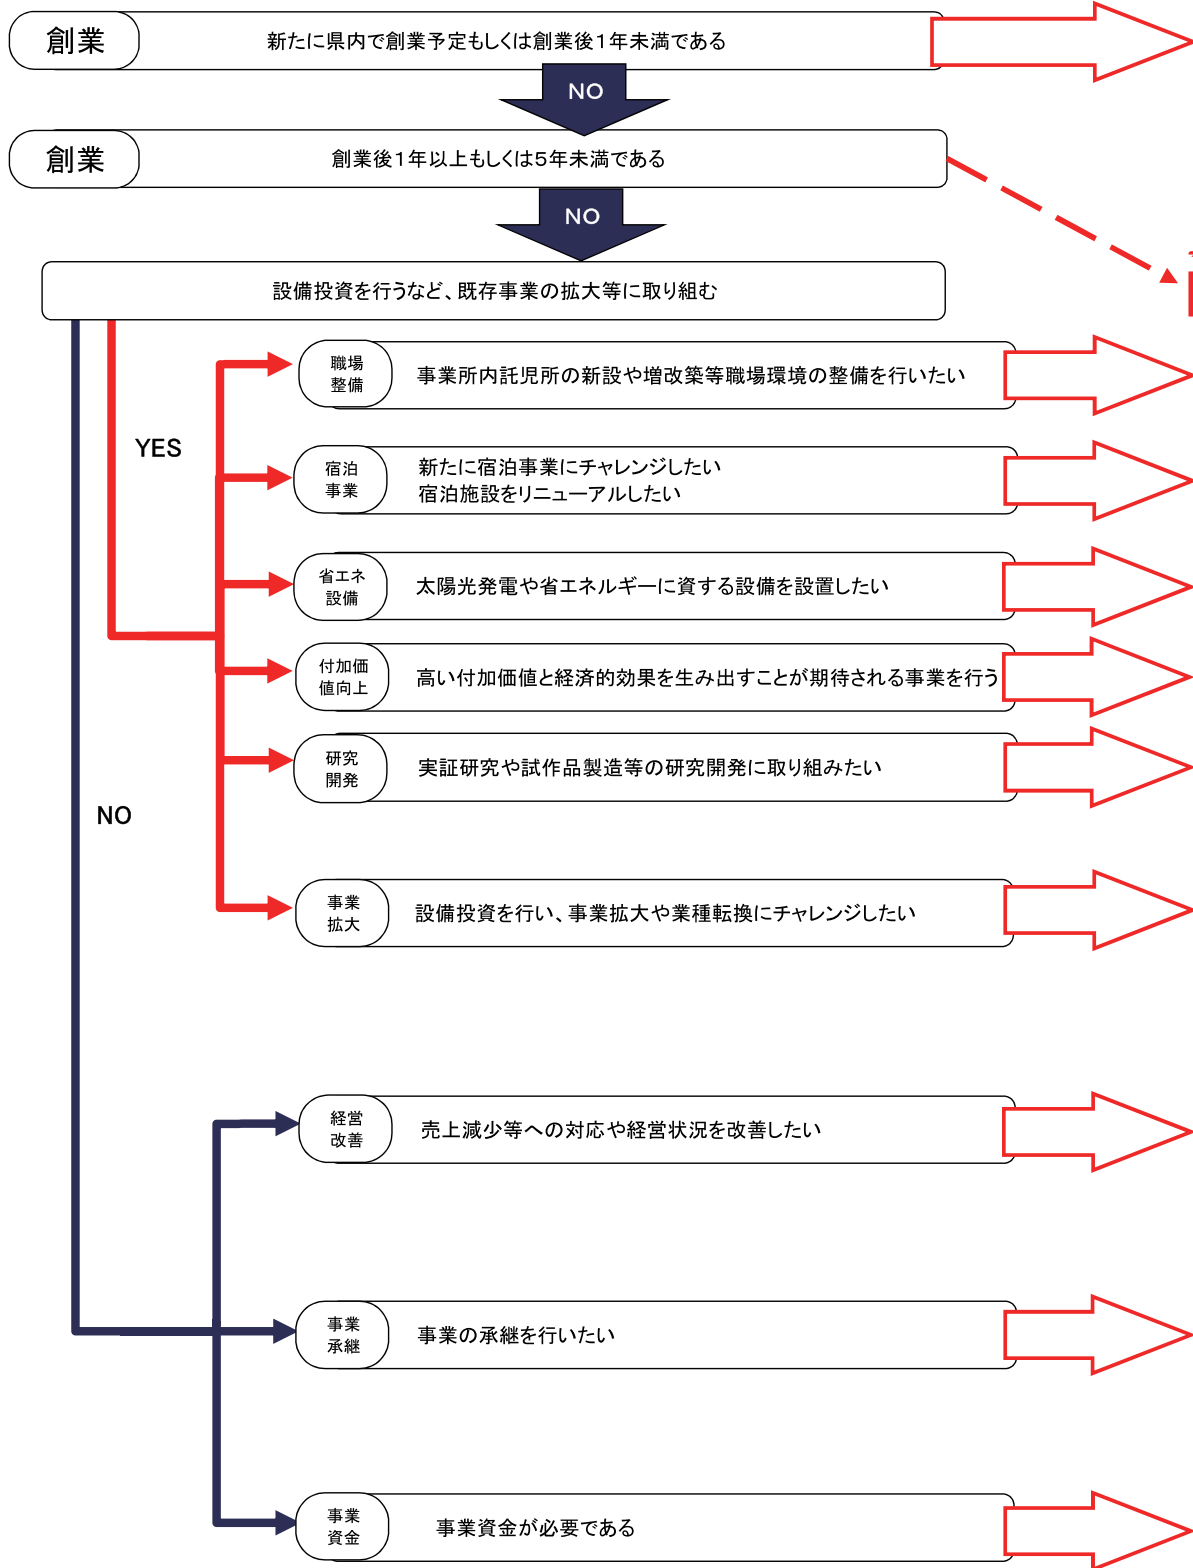 創業
新たに県内で創業予定もしくは創業後1年未満である
NO
創業
創業後1年以上もしくは5年未満である
NO
設備投資を行うなど、既存事業の拡大等に取り組む
職場
整備
事業所内託児所の新設や増改築等職場環境の整備を行いたい
YES
宿泊
事業
新たに宿泊事業にチャレンジしたい
宿泊施設をリニューアルしたい
省エネ
設備
太陽光発電や省エネルギーに資する設備を設置したい
付加価
値向上
高い付加価値と経済的効果を生み出すことが期待される事業を行う
研究
開発
実証研究や試作品製造等の研究開発に取り組みたい
NO
事業
拡大
設備投資を行い、事業拡大や業種転換にチャレンジしたい
経営
改善
売上減少等への対応や経営状況を改善したい
事業
承継
事業の承継を行いたい
事業
資金
事業資金が必要である